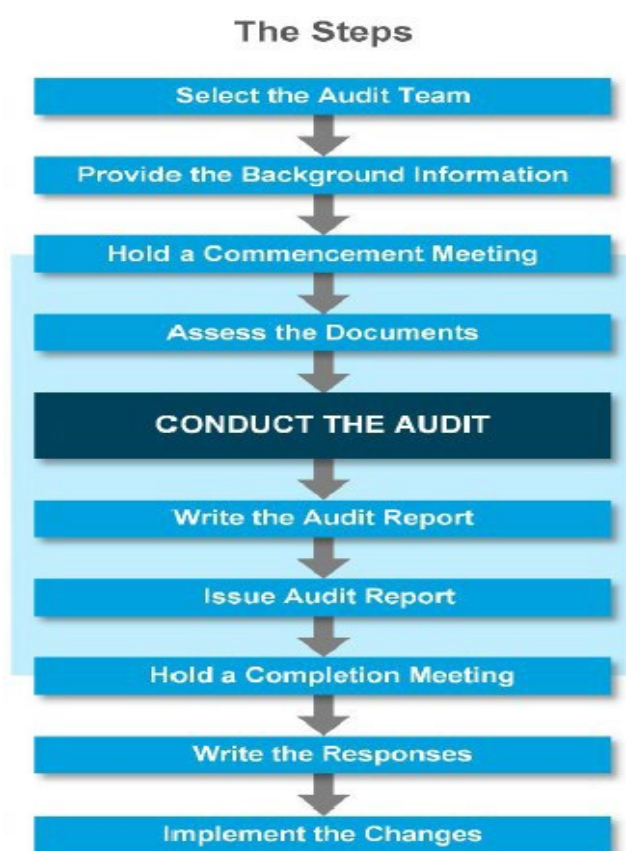 The Steps
Select the Audit Team
Provide the Background Information
Hold a Commencement Meeting
Assess the Documents
CONDUCT THE AUDIT
Write the Audit Report
Issue Audit Report
Hold a Completion Meeting
Write the Responses
Implement the Changes